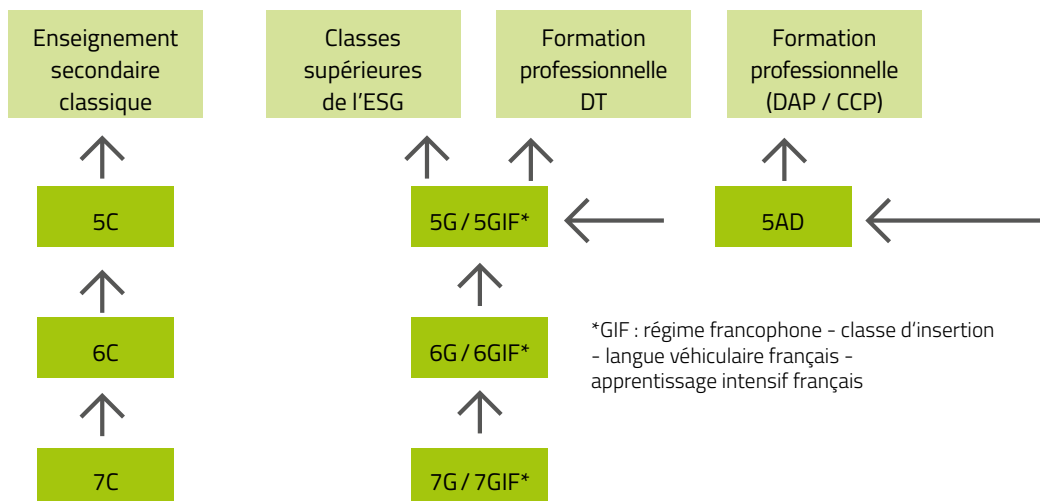 Enseignement
secondaire
classique
Classes
supérieures
de l'ESG
Formation
professionnelle
DT
Formation
professionnelle
(DAP / CCP)
5C
5G / 5GIF*
5AD
6C
6G / 6GIF*
*GIF : régime francophone - classe d‘insertion
- langue véhiculaire français -
apprentissage intensif français
7C
7G / 7GIF*